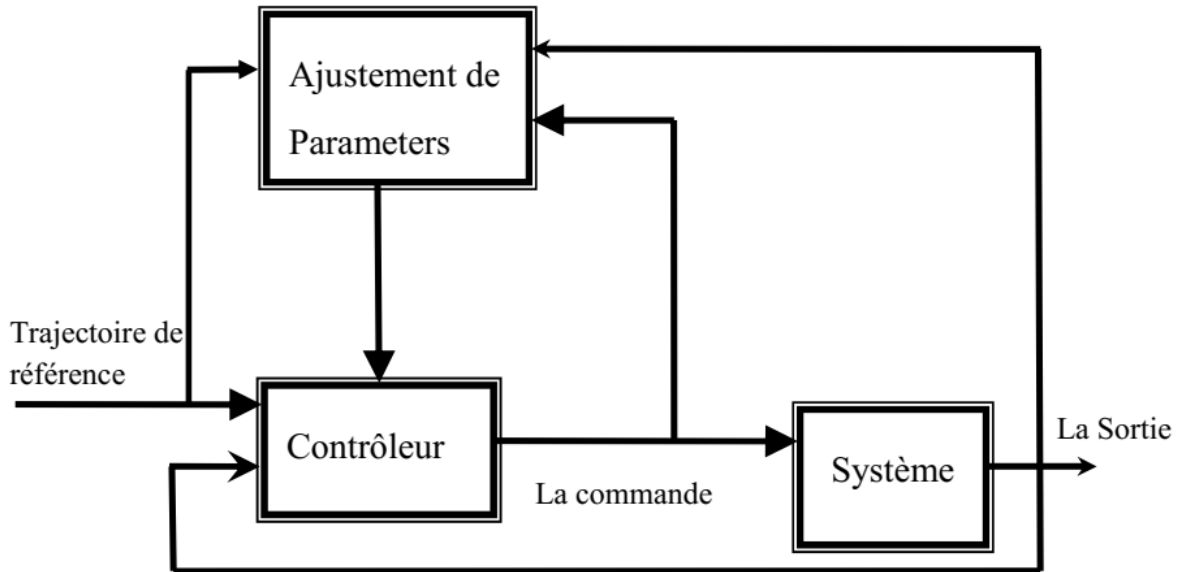 Ajustement de
Parameters
Trajectoire de
référence
Contrôleur
La commande
Système
La Sortie